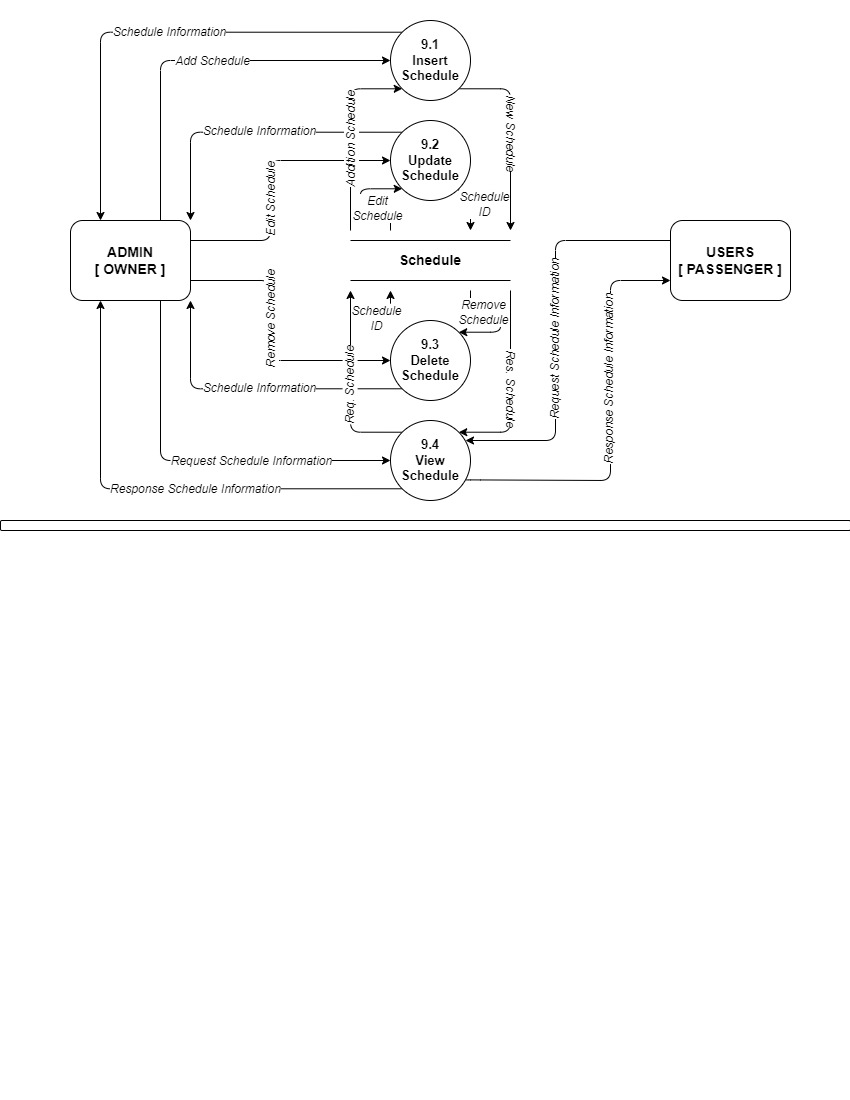 Schedule Information
9.1
Insert
Schedule
Add Schedule
Addition Schedule
New Schedule
Schedule Information
9.2
Update
Schedule
Edit Schedule
Edit
Schedule
Schedule
ID
ADMIN
[ OWNER ]
Schedule
USERS
[ PASSENGER ]
Remove Schedule
Schedule
ID
Remove
Schedule
Request Schedule Information
Response Schedule Information
9.3
Delete
Schedule
Req. Schedule
Res. Schedule
Schedule Information
9.4
View
Schedule
Request Schedule Information
Response Schedule Information